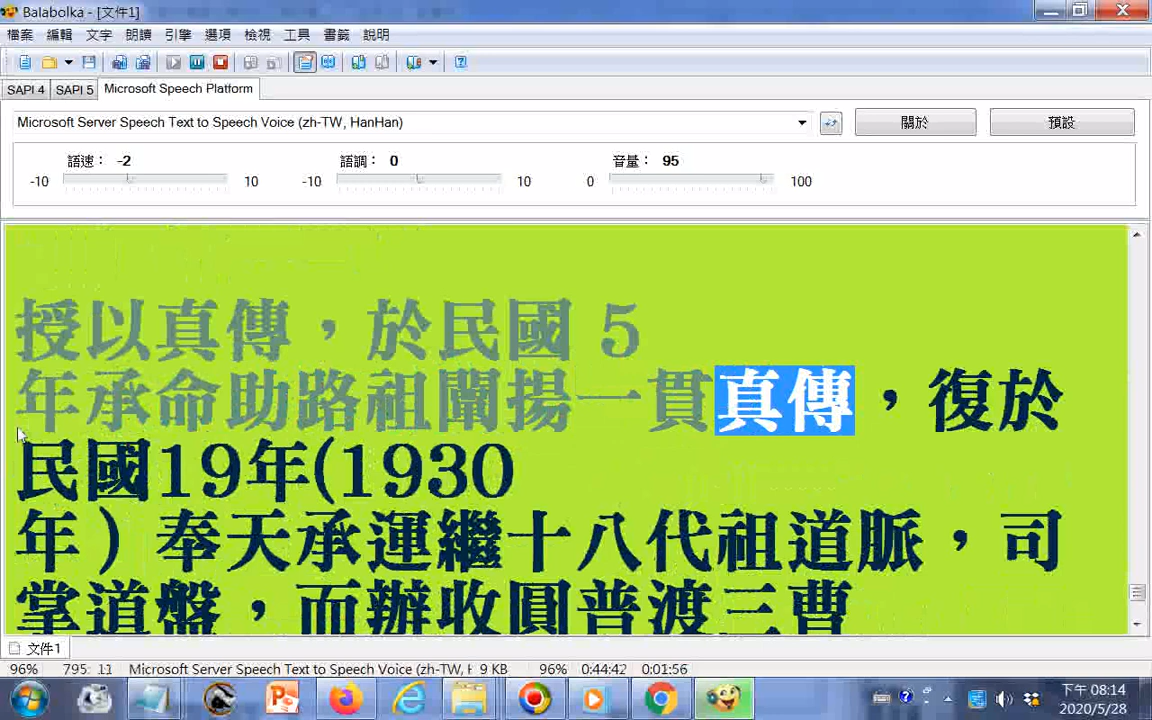 Balabolka - [文件1]
檔案 編輯 文字 朗讀 引擎 選項 檢視 工具 書籤 說明
SAPI 4 SAPI 5 Microsoft Speech Platform
Microsoft Server Speech Text to Speech Voice (zh-TW, HanHan) 關於 預設
語速： -2 語調： 0 音量： 95
-10 10 -10 10 0 100
授以真傳，於民國 5
年承命助路祖闡揚一貫真傳，復於
民國19年(1930
年）奉天承運繼十八代祖道脈，司
掌道盤，而辦收圓普渡三曹
文件1
96% 795: 11 Microsoft Server Speech Text to Speech Voice (zh-TW, H 9 KB 96% 0:44:42 0:01:56
下午 08:14
2020/5/28